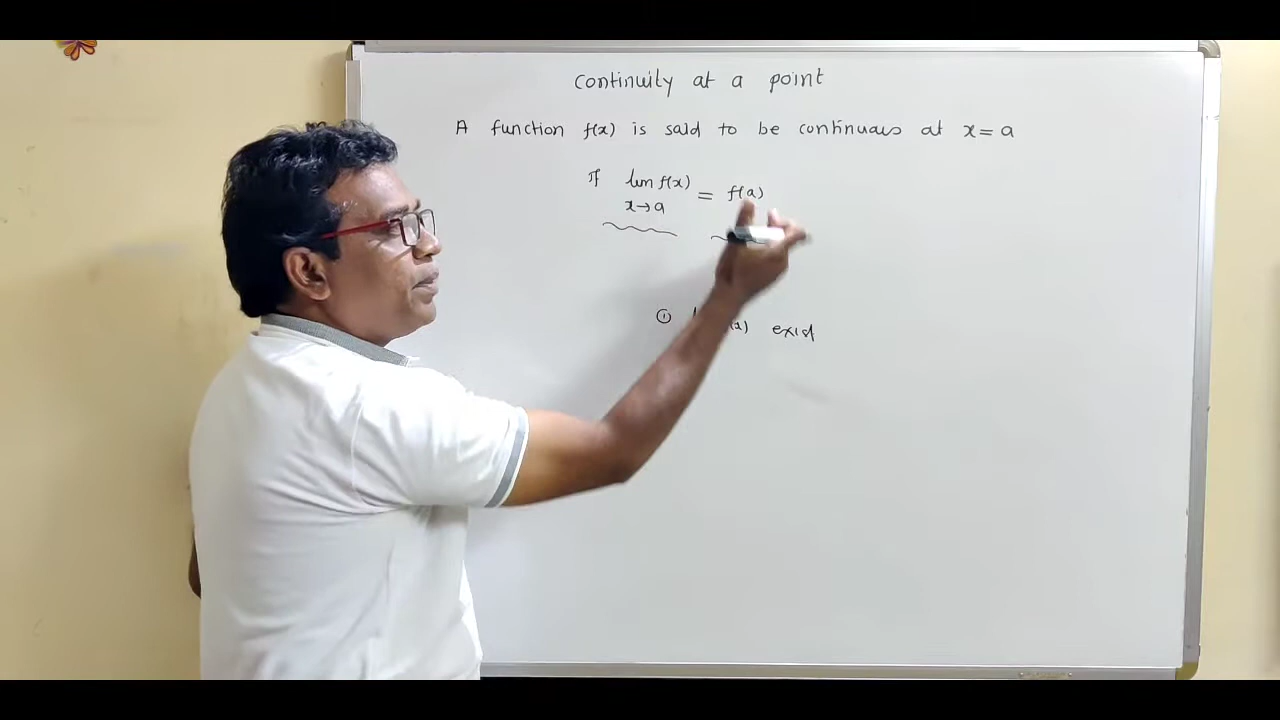 continuity at a point
A function f(x) is said to be continuous at x = a
If lim f(x) = f(a)
x→a
① exist